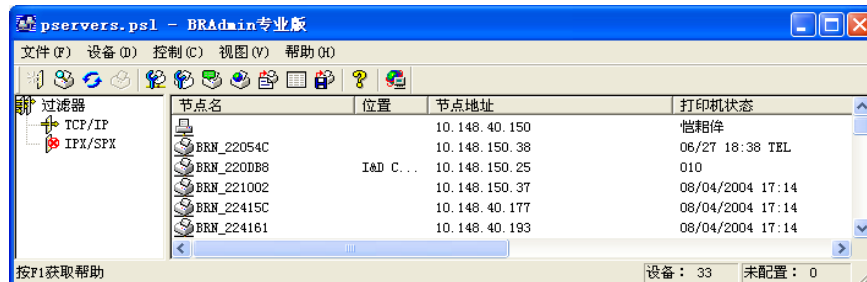 pservers.psl - BRAdmin专业版
文件(F) 设备(D) 控制(C) 视图(V) 帮助(H)
过滤器
TCP/IP
IPX/SPX
节点名 位置 节点地址 打印机状态
10.148.40.150 恺耜侔
BRN_22054C 10.148.150.38 06/27 18:38 TEL
BRN_220DB8 I&D C... 10.148.150.25 010
BRN_221002 10.148.150.37 08/04/2004 17:14
BRN_22415C 10.148.40.177 08/04/2004 17:14
BRN_224161 10.148.40.193 08/04/2004 17:14
按F1获取帮助 设备: 33 未配置: 0